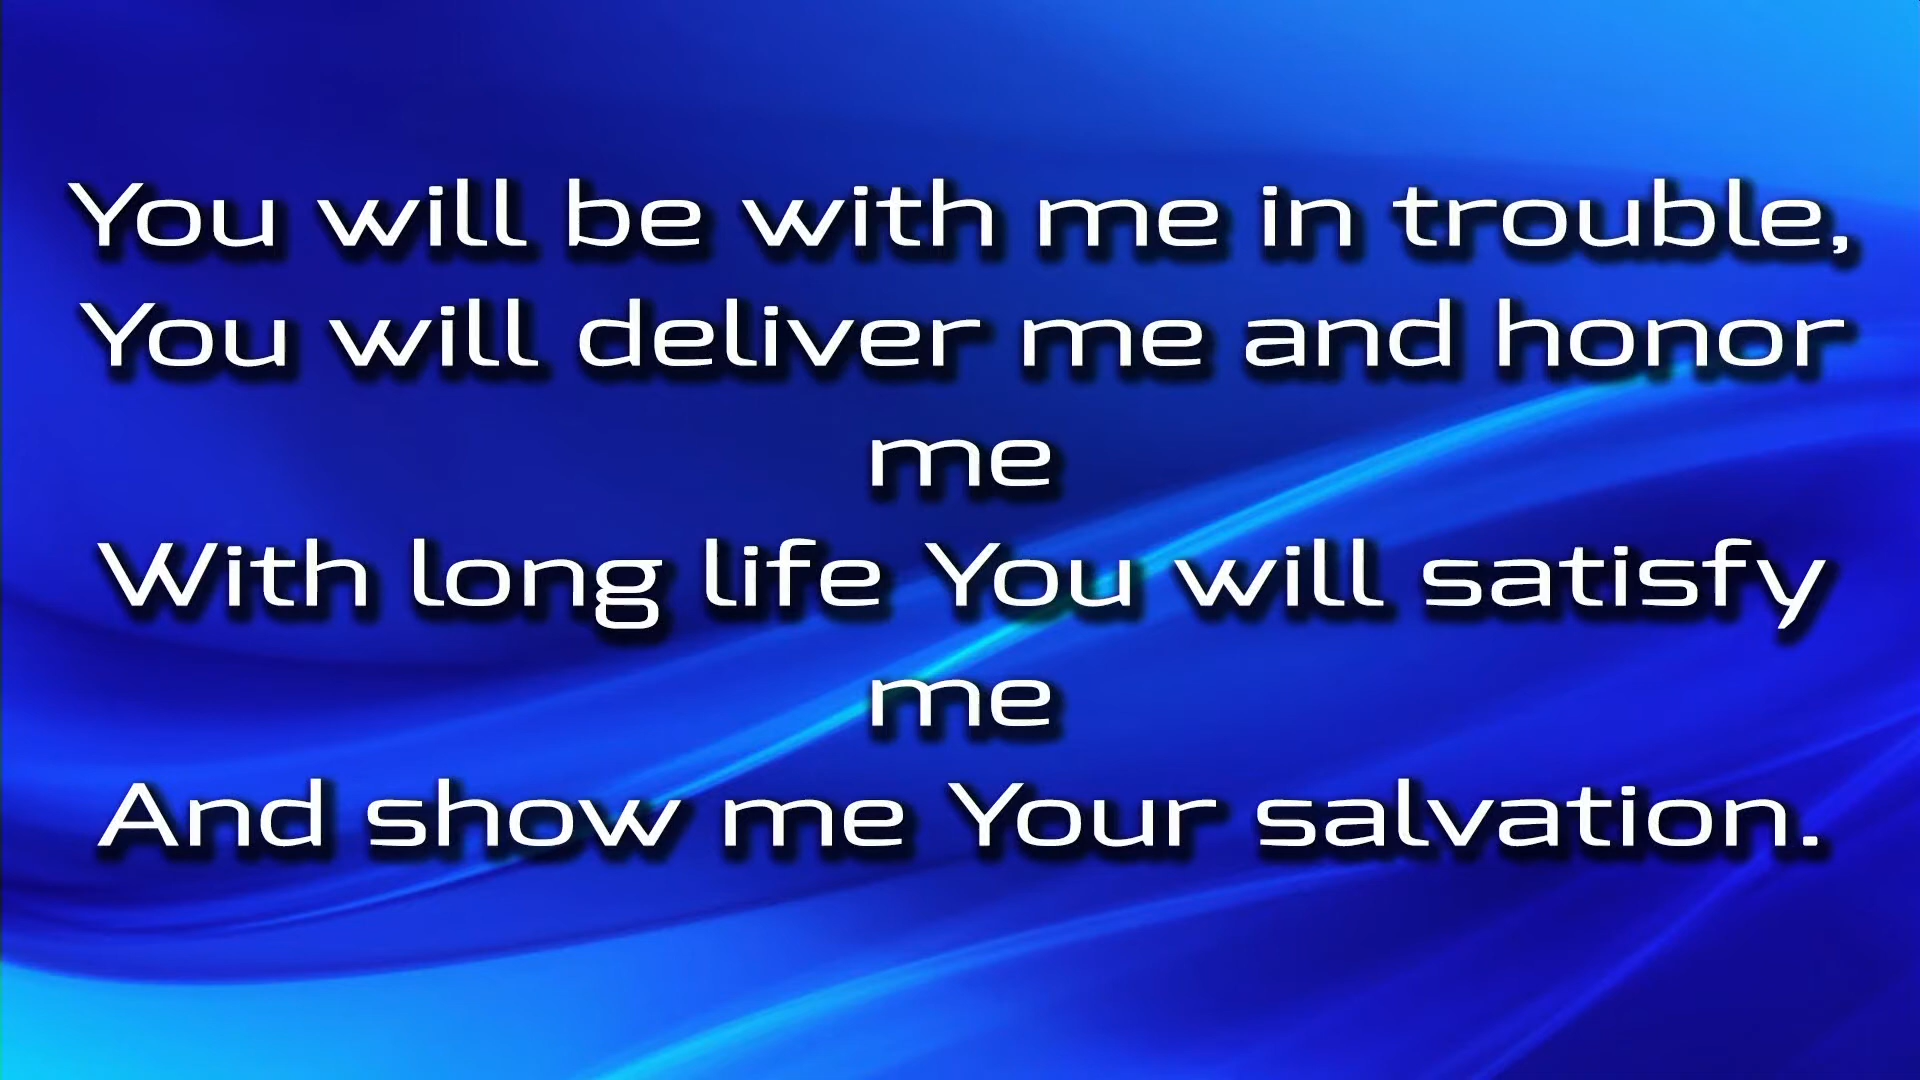 You will be with me in trouble,
You will deliver me and honor
me
With long life You will satisfy
me
And show me Your salvation.